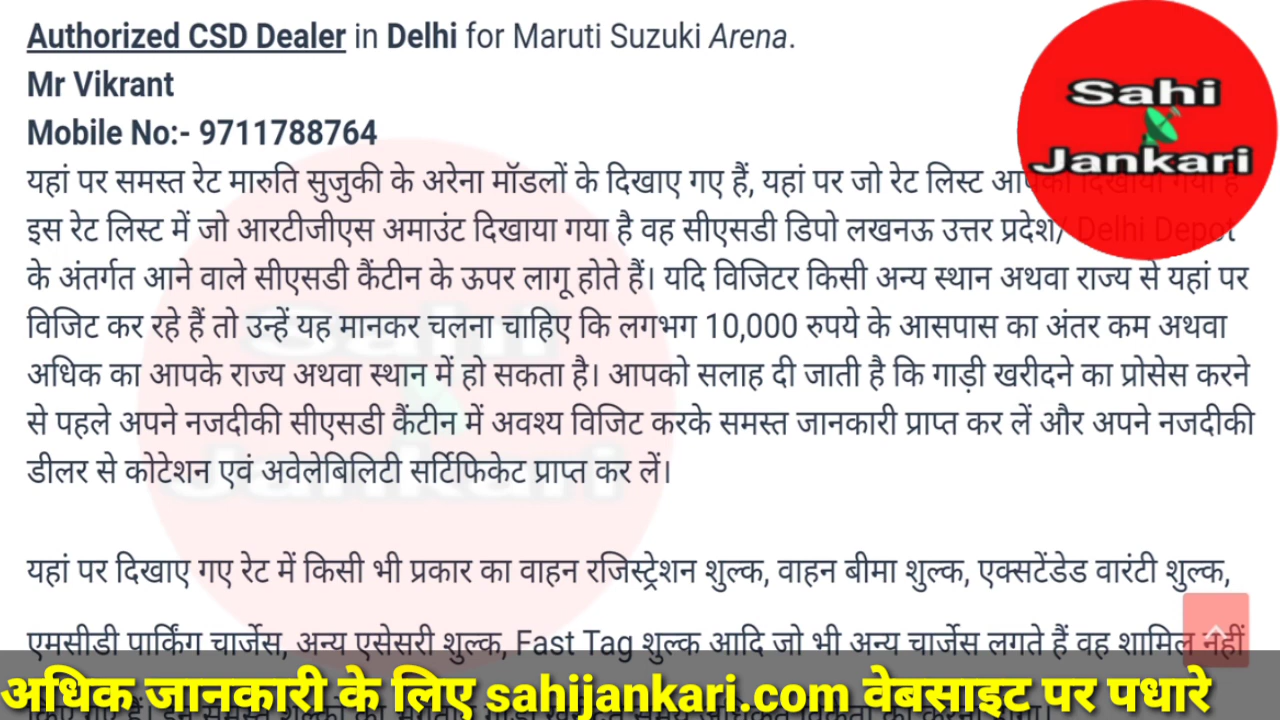 Authorized CSD Dealer in Delhi for Maruti Suzuki Arena.
Mr Vikrant
Mobile No:- 9711788764
Sahi
Jankari
यहां पर समस्त रेट मारुति सुजुकी के अरेना मॉडलों के दिखाए गए हैं, यहां पर जो रेट लिस्ट आपको दिखाया गया है
इस रेट लिस्ट में जो आरटीजीएस अमाउंट दिखाया गया है वह सीएसडी डिपो लखनऊ उत्तर प्रदेश/ Delhi Depot
के अंतर्गत आने वाले सीएसडी कैंटीन के ऊपर लागू होते हैं। यदि विजिटर किसी अन्य स्थान अथवा राज्य से यहां पर
विजिट कर रहे हैं तो उन्हें यह मानकर चलना चाहिए कि लगभग 10,000 रुपये के आसपास का अंतर कम अथवा
अधिक का आपके राज्य अथवा स्थान में हो सकता है। आपको सलाह दी जाती है कि गाड़ी खरीदने का प्रोसेस करने
से पहले अपने नजदीकी सीएसडी कैंटीन में अवश्य विजिट करके समस्त जानकारी प्राप्त कर लें और अपने नजदीकी
डीलर से कोटेशन एवं अवेलेबिलिटी सर्टिफिकेट प्राप्त कर लें।
Sahi
Jankari
यहां पर दिखाए गए रेट में किसी भी प्रकार का वाहन रजिस्ट्रेशन शुल्क, वाहन बीमा शुल्क, एक्सटेंडेड वारंटी शुल्क,
एमसीडी पार्किंग चार्जेस, अन्य एसेसरी शुल्क, Fast Tag शुल्क आदि जो भी अन्य चार्जेस लगते हैं वह शामिल नहीं
अधिक जानकारी के लिए sahijankari.com वेबसाइट पर पधारे